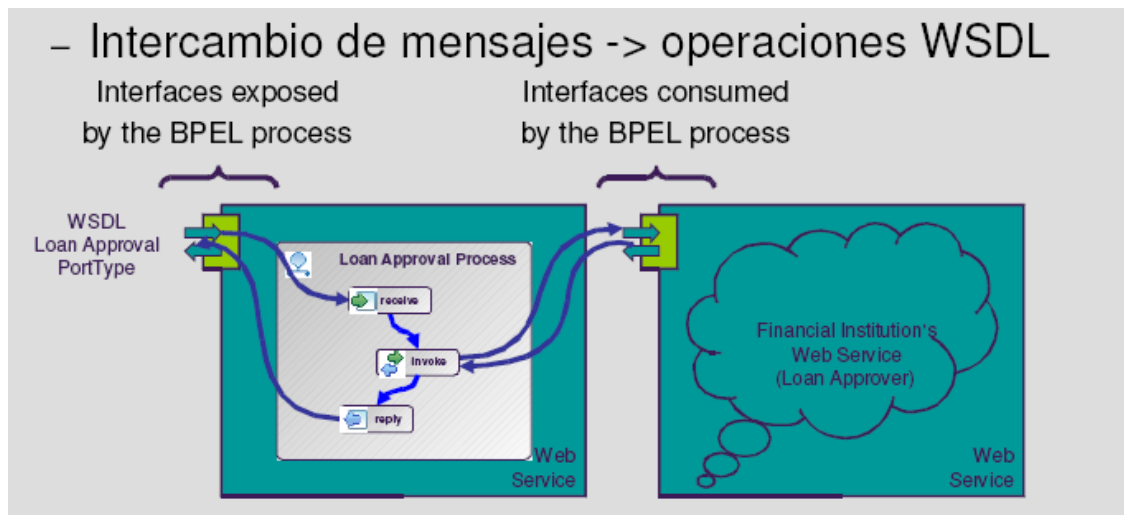 – Intercambio de mensajes -> operaciones WSDL
Interfaces exposed
by the BPEL process
Interfaces consumed
by the BPEL process
WSDL
Loan Approval
PortType
Loan Approval Process
receive
invoke
reply
Web
Service
Financial Institution's
Web Service
(Loan Approver)
Web
Service